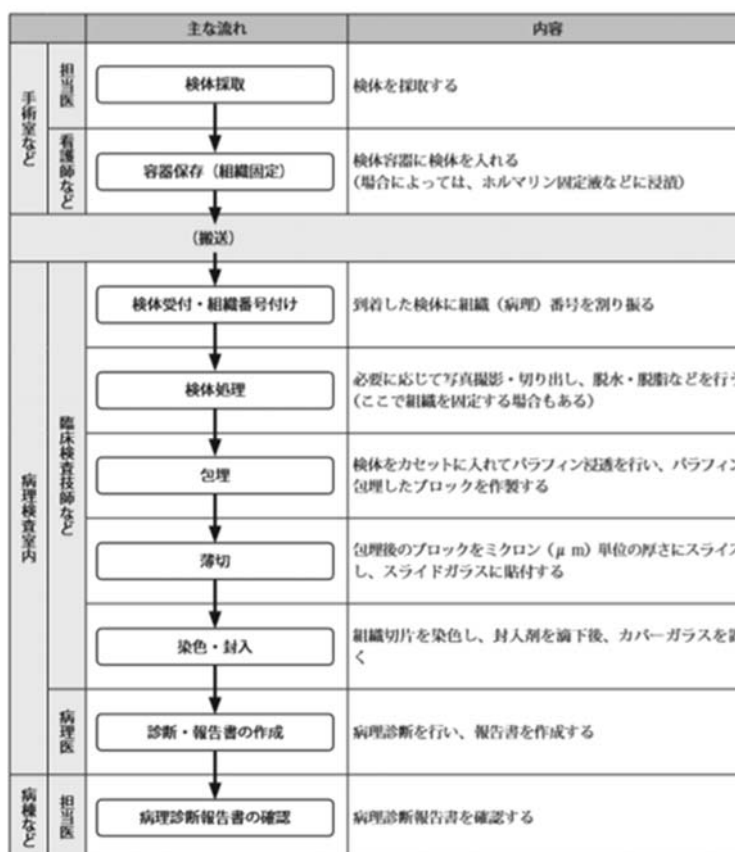 主な流れ
内容
手術室など
担当医
検体採取
検体を採取する
看護師など
容器保存（組織固定）
検体容器に検体を入れる
（場合によっては、ホルマリン固定液などに浸漬）
（搬送）
病理検査室内
臨床検査技師など
検体受付・組織番号付け
到着した検体に組織（病理）番号を割り振る
検体処理
必要に応じて写真撮影・切り出し、脱水・脱脂などを行う
（ここで組織を固定する場合もある）
包理
検体をカセットに入れてパラフィン浸透を行い、パラフィン
包理したブロックを作製する
薄切
包理後のブロックをミクロン（μ m）単位の厚さにスライス
し、スライドガラスに貼付する
染色・封入
組織切片を染色し、封入剤を滴下後、カバーガラスを置
く
病理医
診断・報告書の作成
病理診断を行い、報告書を作成する
病棟など
担当医
病理診断報告書の確認
病理診断報告書を確認する